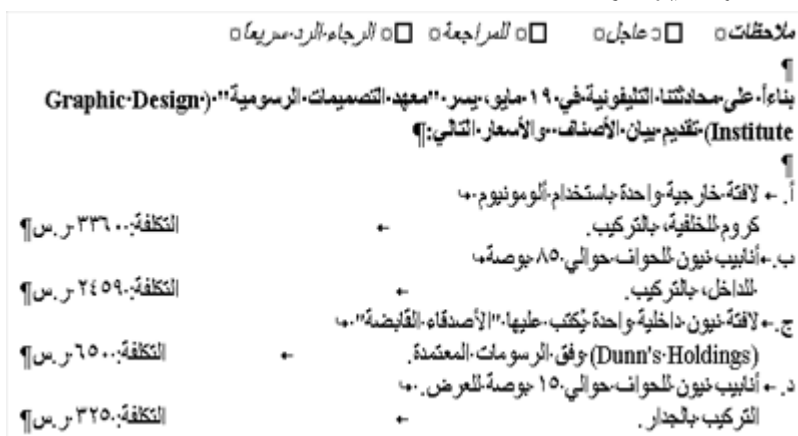 ملاحظات □ عاجل □ للمراجعة □ الرجاء الرد سريعاً
بناءاً على محادثتنا التليفونية في ١٩ مايو، يسر "معهد التصميمات الرسومية" (Graphic Design
Institute) تقديم بيان الأصناف والأسعار التالي:
أ. لافتة خارجية واحدة باستخدام ألومونيوم
كروم للخلفية، بالتركيب. التكلفة: ٣٣٦٠٠ ر.س
ب. أنابيب نيون للحواف حوالي ٨٥ بوصة
للداخل، بالتركيب. التكلفة: ٢٤٥٩٠ ر.س
ج. لافتة نيون داخلية واحدة يُكتب عليها "الأصدقاء القابضة"
(Dunn's Holdings) وفق الرسومات المعتمدة. التكلفة: ٦٥٠٠ ر.س
د. أنابيب نيون للحواف حوالي ١٥ بوصة للعرض.
التركيب بالجدار. التكلفة: ٣٢٥٠ ر.س